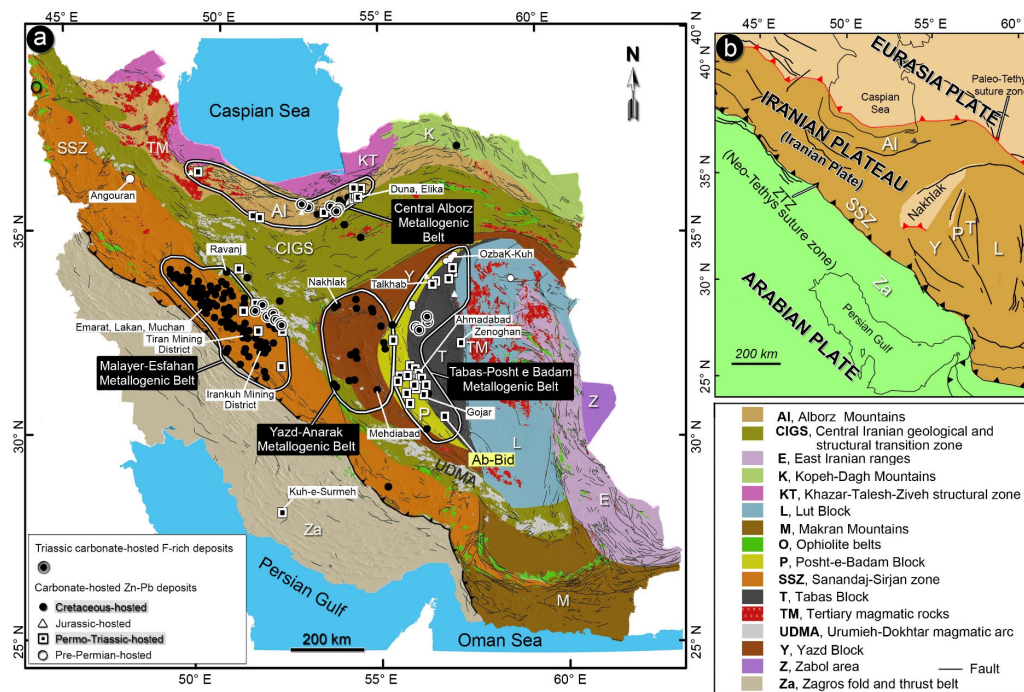 45° E
50° E
55° E
60° E
40° N
a
N
Caspian Sea
K
SSZ
TM
KT
Angouran
Al
Duna, Elika
Central Alborz
Metallogenic
Belt
35° N
CIGS
Ravanj
Y
OzbaK-Kuh
Nakhlak
Talkhab
Ahmadabad
Zenoghan
Emarat, Lakan, Muchan
Tiran Mining
District
T
TM
Malayer-Esfahan
Metallogenic Belt
Tabas-Posht e Badam
Metallogenic Belt
Irankuh Mining
District
P
Gojar
Z
Yazd-Anarak
Metallogenic Belt
Mehdiabad
30° N
L
Ab-Bid
UDMA
E
Kuh-e-Surmeh
Za
Persian Gulf
M
200 km
Oman Sea
25° N
25° N
50° E
55° E
60° E
Triassic carbonate-hosted F-rich deposits
Carbonate-hosted Zn-Pb deposits
Cretaceous-hosted
Jurassic-hosted
Permo-Triassic-hosted
Pre-Permian-hosted
45° E
50° E
55° E
60° E
b
40° N
35° N
30° N
25° N
EURASIA PLATE
Paleo-Tethy
suture zone
Caspian
Sea
IRANIAN PLATEAU
(Iranian Plate)
Al
ZTZ
(Neo-Tethys suture zone)
SSZ
Nakhlak
Y
P
T
L
Za
ARABIAN PLATE
Persian Gulf
200 km
Al, Alborz Mountains
CIGS, Central Iranian geological and
structural transition zone
E, East Iranian ranges
K, Kopeh-Dagh Mountains
KT, Khazar-Talesh-Ziveh structural zone
L, Lut Block
M, Makran Mountains
O, Ophiolite belts
P, Posht-e-Badam Block
SSZ, Sanandaj-Sirjan zone
T, Tabas Block
TM, Tertiary magmatic rocks
UDMA, Urumieh-Dokhtar magmatic arc
Y, Yazd Block
Z, Zabol area
Fault
Za, Zagros fold and thrust belt